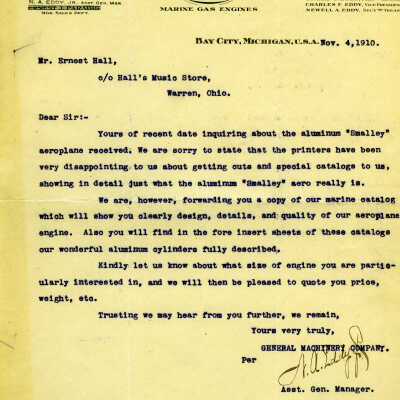 N. A. EDDY, JR. ASST GEN. MGR
ERNEST J. PARADISE
MGR. SALES DEPT.
MARINE GAS ENGINES
CHARLES F. EDDY, VICE PRESIDENT
NEWELL A. EDDY, SEC'Y & TREAS
BAY CITY, MICHIGAN, U.S.A. Nov. 4, 1910.
Mr. Ernest Hall,
c/o Hall's Music Store,
Warren, Ohio.
Dear Sir:-
Yours of recent date inquiring about the aluminum "Smalley"
aeroplane received. We are sorry to state that the printers have been
very disappointing to us about getting cuts and special catalogs to us,
showing in detail just what the aluminum "Smalley" aero really is.
We are, however, forwarding you a copy of our marine catalog
which will show you clearly design, details, and quality of our aeroplane
engine. Also you will find in the fore insert sheets of these catalogs
our wonderful aluminum cylinders fully described.
Kindly let us know about what size of engine you are partic-
ularly interested in, and we will then be pleased to quote you price,
weight, etc.
Trusting we may hear from you further, we remain,
Yours very truly,
GENERAL MACHINERY COMPANY.
Per N. A. Eddy Jr
Asst. Gen. Manager.